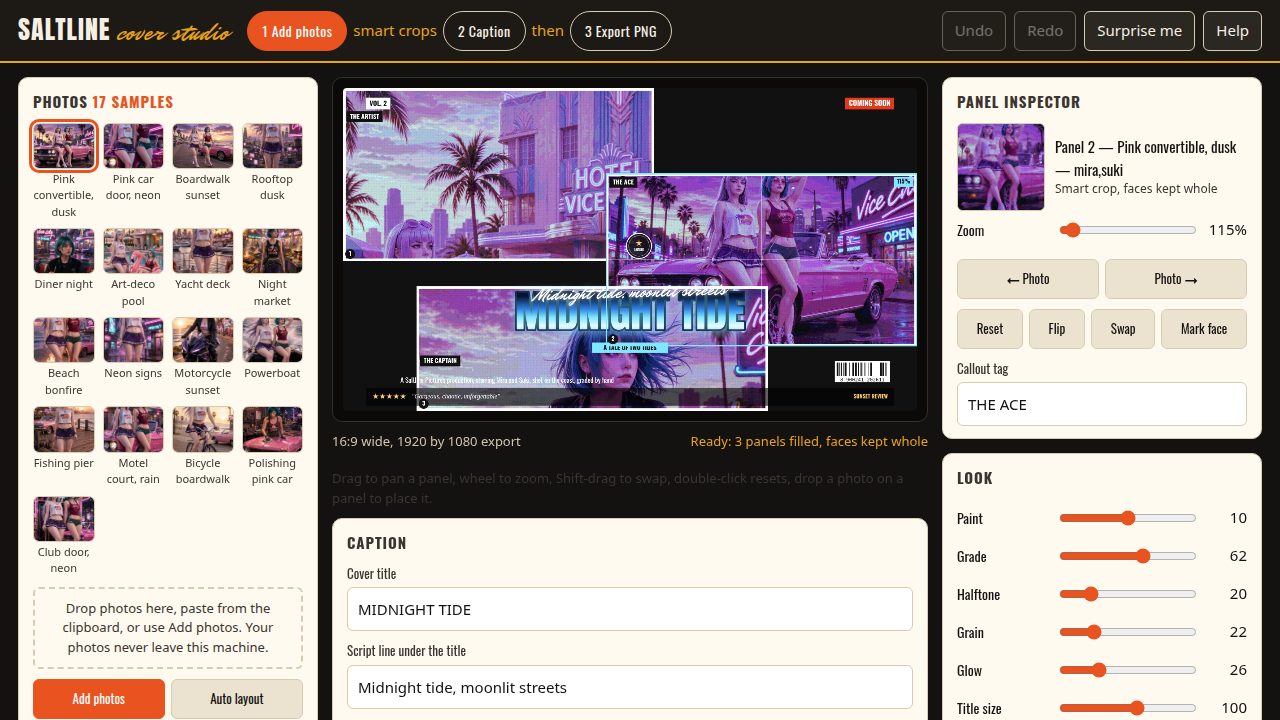 SALTLINE cover studio
1 Add photos smart crops 2 Caption then 3 Export PNG
Undo Redo Surprise me Help
PHOTOS 17 SAMPLES
Pink convertible, dusk
Pink car door, neon
Boardwalk sunset
Rooftop dusk
Diner night
Art-deco pool
Yacht deck
Night market
Beach bonfire
Neon signs
Motorcycle sunset
Powerboat
Fishing pier
Motel court, rain
Bicycle boardwalk
Polishing pink car
Club door, neon
Drop photos here, paste from the
clipboard, or use Add photos. Your
photos never leave this machine.
Add photos
Auto layout
VOL. 2
THE ARTIST
COMING SOON
HOTEL
VICE
1
THE ACE
115%
OPEN
Midnight tide, moonlit streets
MIDNIGHT TIDE
2
A TALE OF TWO TIDES
THE CAPTAIN
★★★★★
3
SUNSET REVIEW
16:9 wide, 1920 by 1080 export
Ready: 3 panels filled, faces kept whole
Drag to pan a panel, wheel to zoom, Shift-drag to swap, double-click resets, drop a photo on a
panel to place it.
CAPTION
Cover title
MIDNIGHT TIDE
Script line under the title
Midnight tide, moonlit streets
PANEL INSPECTOR
Panel 2 — Pink convertible, dusk
— mira,suki
Smart crop, faces kept whole
Zoom 115%
← Photo
Photo →
Reset
Flip
Swap
Mark face
Callout tag
THE ACE
LOOK
Paint 10
Grade 62
Halftone 20
Grain 22
Glow 26
Title size 100